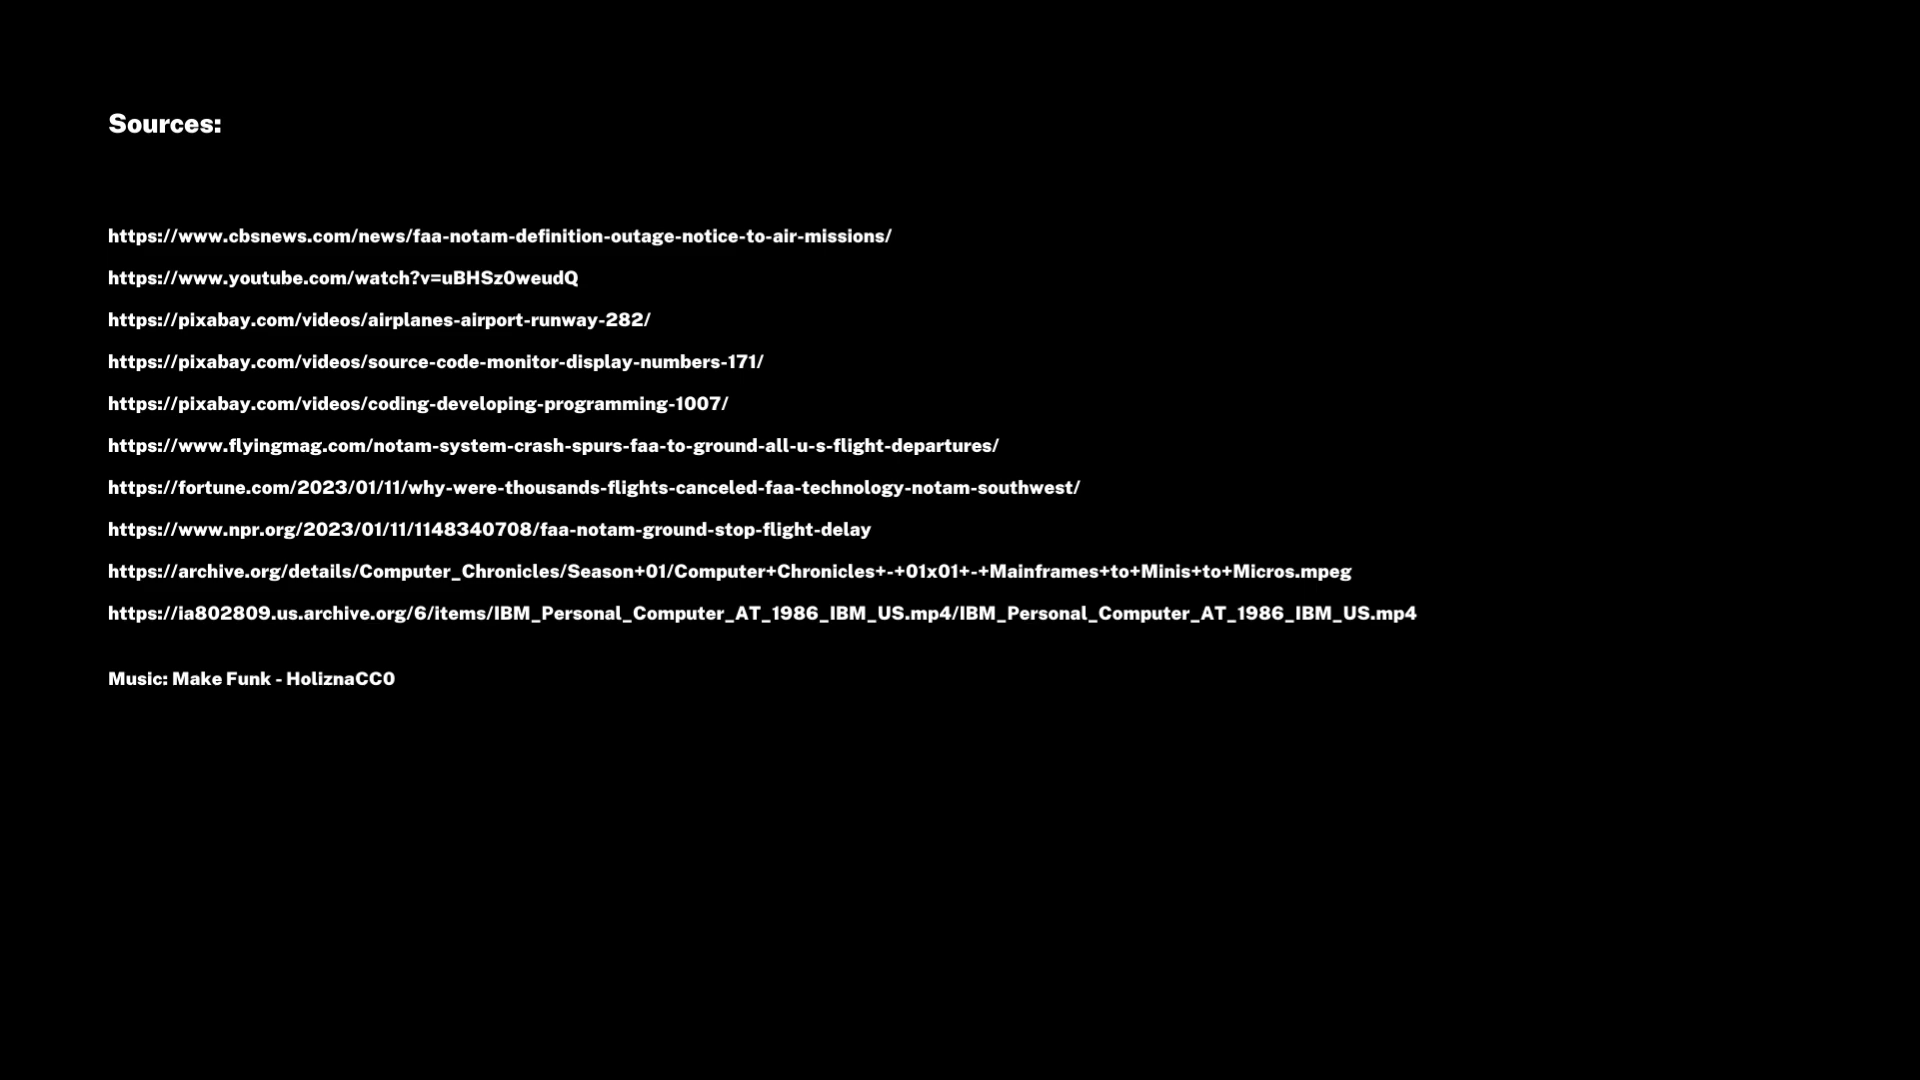 Sources:
https://www.cbsnews.com/news/faa-notam-definition-outage-notice-to-air-missions/
https://www.youtube.com/watch?v=uBHSz0weudQ
https://pixabay.com/videos/airplanes-airport-runway-282/
https://pixabay.com/videos/source-code-monitor-display-numbers-171/
https://pixabay.com/videos/coding-developing-programming-1007/
https://www.flyingmag.com/notam-system-crash-spurs-faa-to-ground-all-u-s-flight-departures/
https://fortune.com/2023/01/11/why-were-thousands-flights-canceled-faa-technology-notam-southwest/
https://www.npr.org/2023/01/11/1148340708/faa-notam-ground-stop-flight-delay
https://archive.org/details/Computer_Chronicles/Season+01/Computer+Chronicles+-+01x01+-+Mainframes+to+Minis+to+Micros.mpeg
https://ia802809.us.archive.org/6/items/IBM_Personal_Computer_AT_1986_IBM_US.mp4/IBM_Personal_Computer_AT_1986_IBM_US.mp4
Music: Make Funk - HoliznaCC0